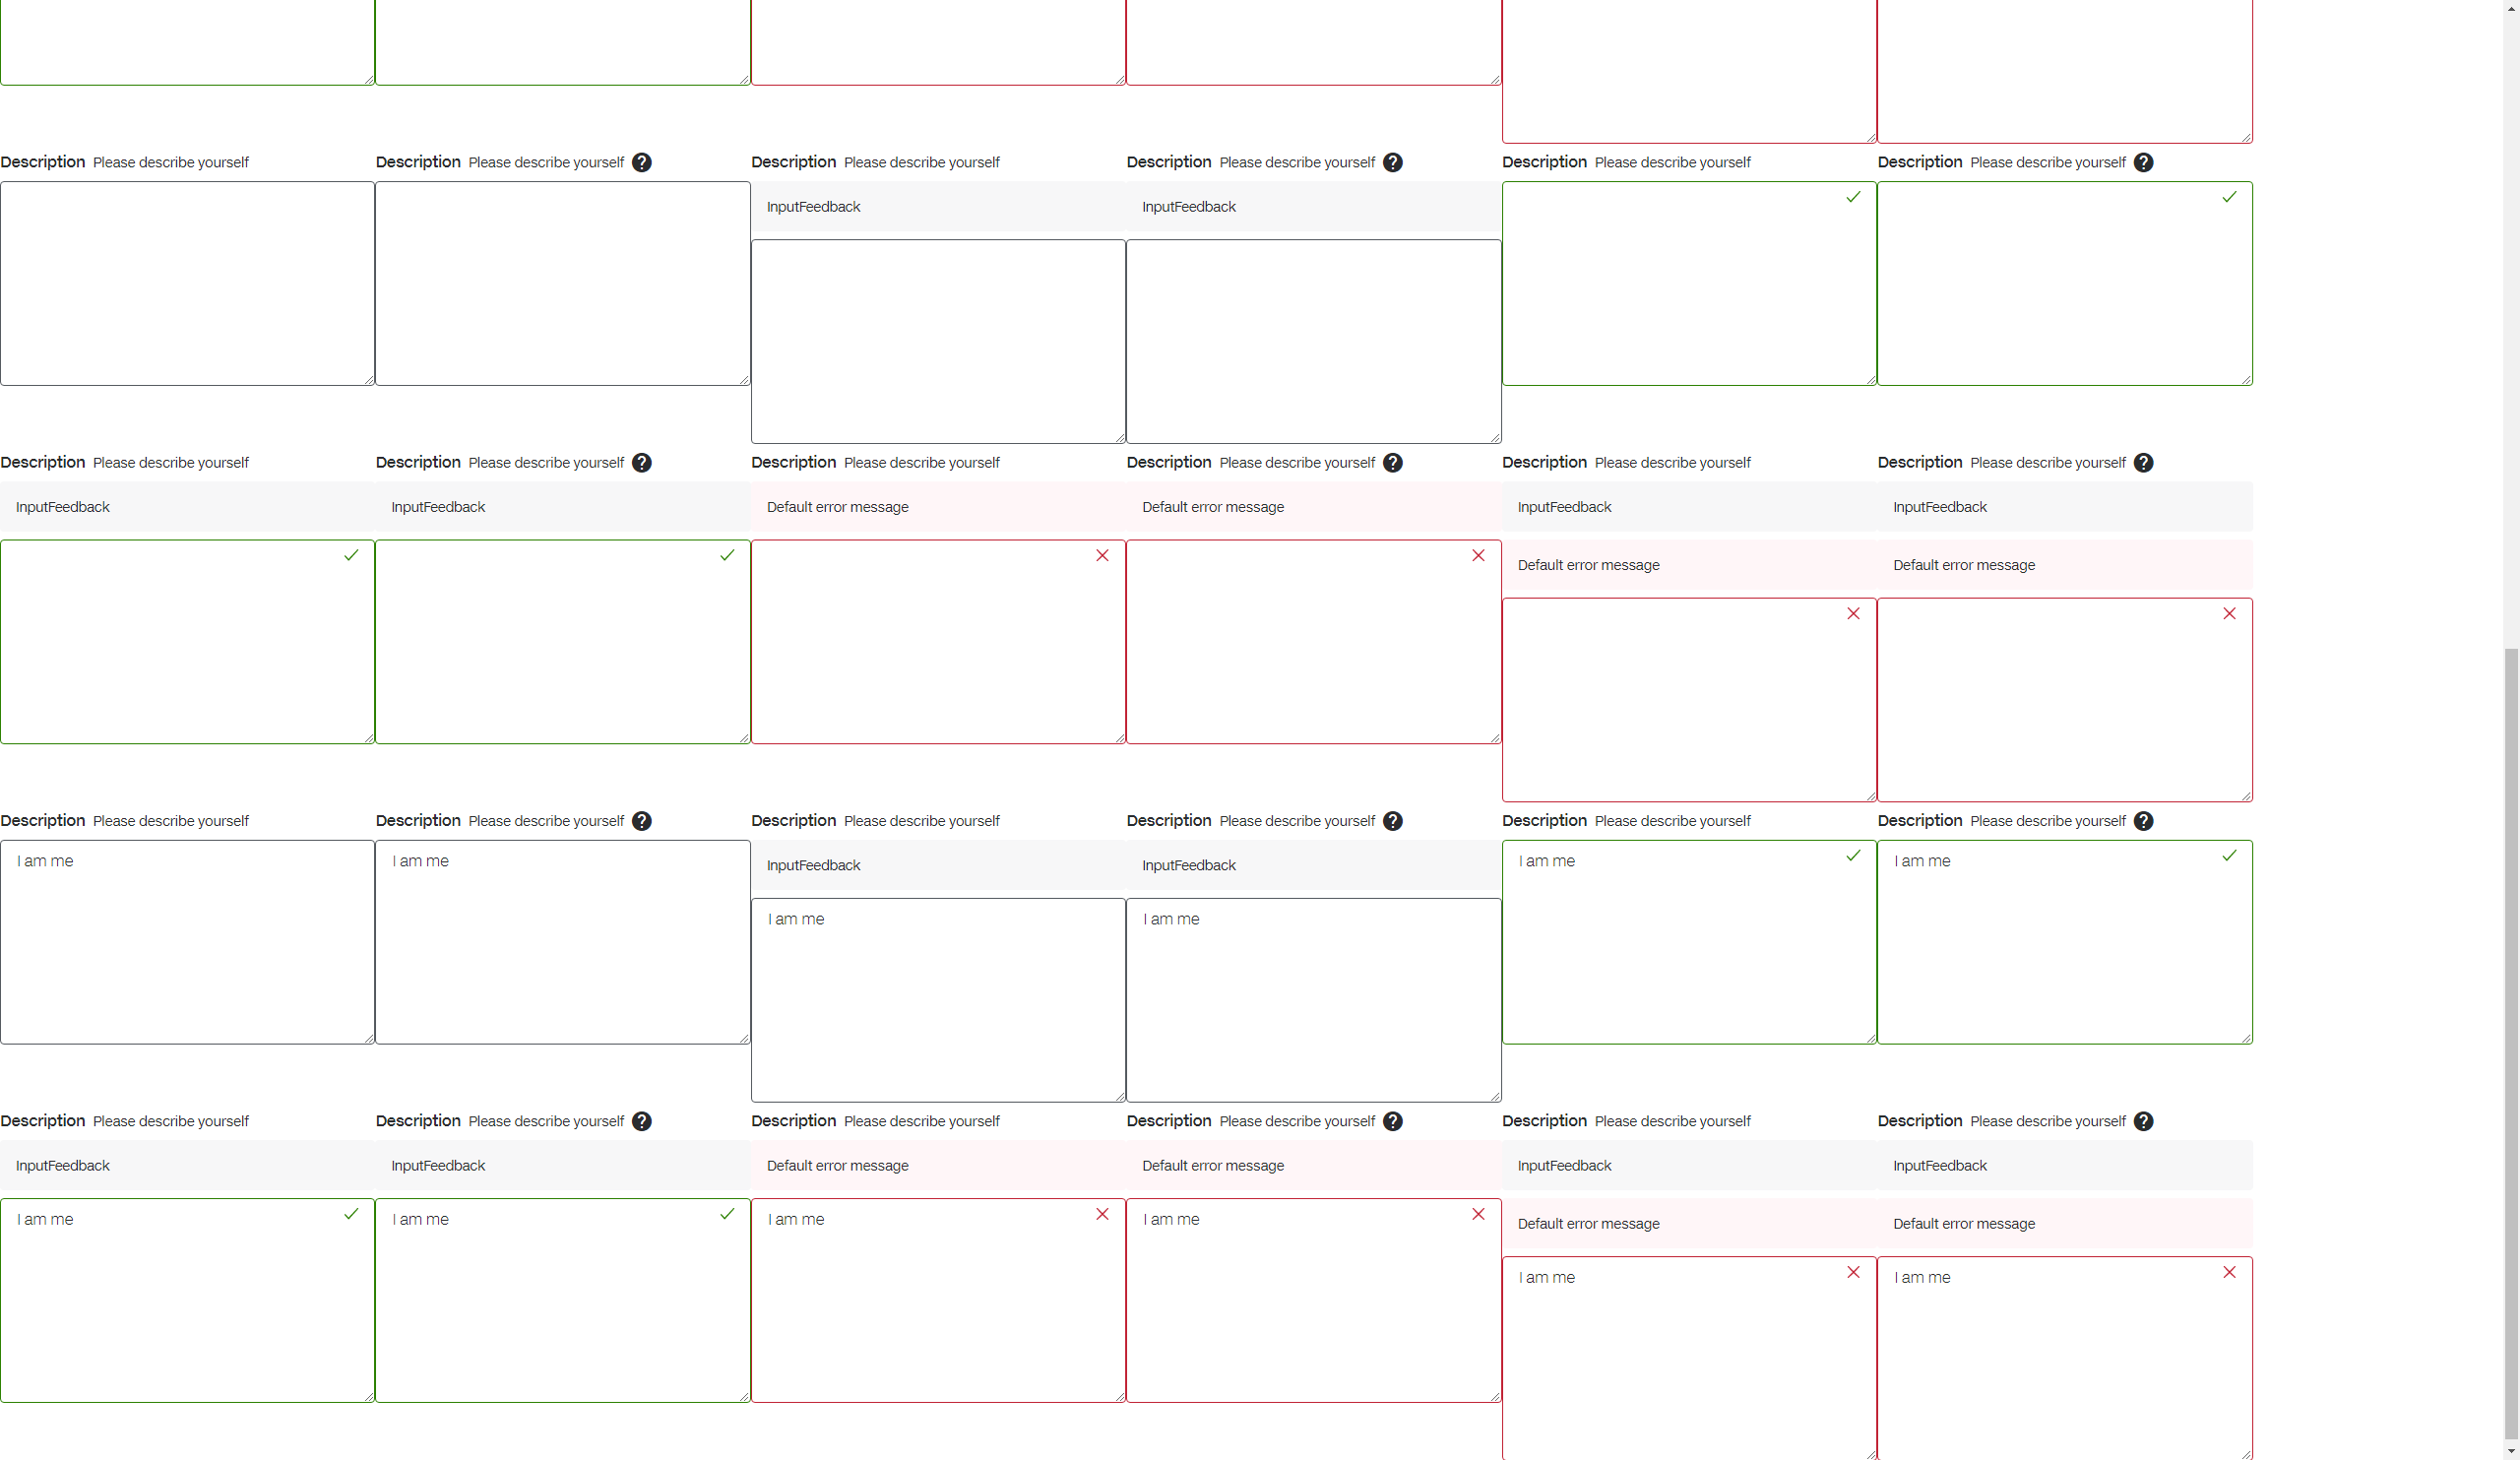 Description Please describe yourself Description Please describe yourself ? Description Please describe yourself Description Please describe yourself ? Description Please describe yourself Description Please describe yourself ?
InputFeedback InputFeedback
Description Please describe yourself Description Please describe yourself ? Description Please describe yourself Description Please describe yourself ? Description Please describe yourself Description Please describe yourself ?
InputFeedback InputFeedback Default error message Default error message InputFeedback InputFeedback
Default error message Default error message
Description Please describe yourself Description Please describe yourself ? Description Please describe yourself Description Please describe yourself ? Description Please describe yourself Description Please describe yourself ?
I am me I am me InputFeedback InputFeedback I am me I am me
I am me I am me
Description Please describe yourself Description Please describe yourself ? Description Please describe yourself Description Please describe yourself ? Description Please describe yourself Description Please describe yourself ?
InputFeedback InputFeedback Default error message Default error message InputFeedback InputFeedback
I am me I am me I am me I am me Default error message Default error message
I am me I am me